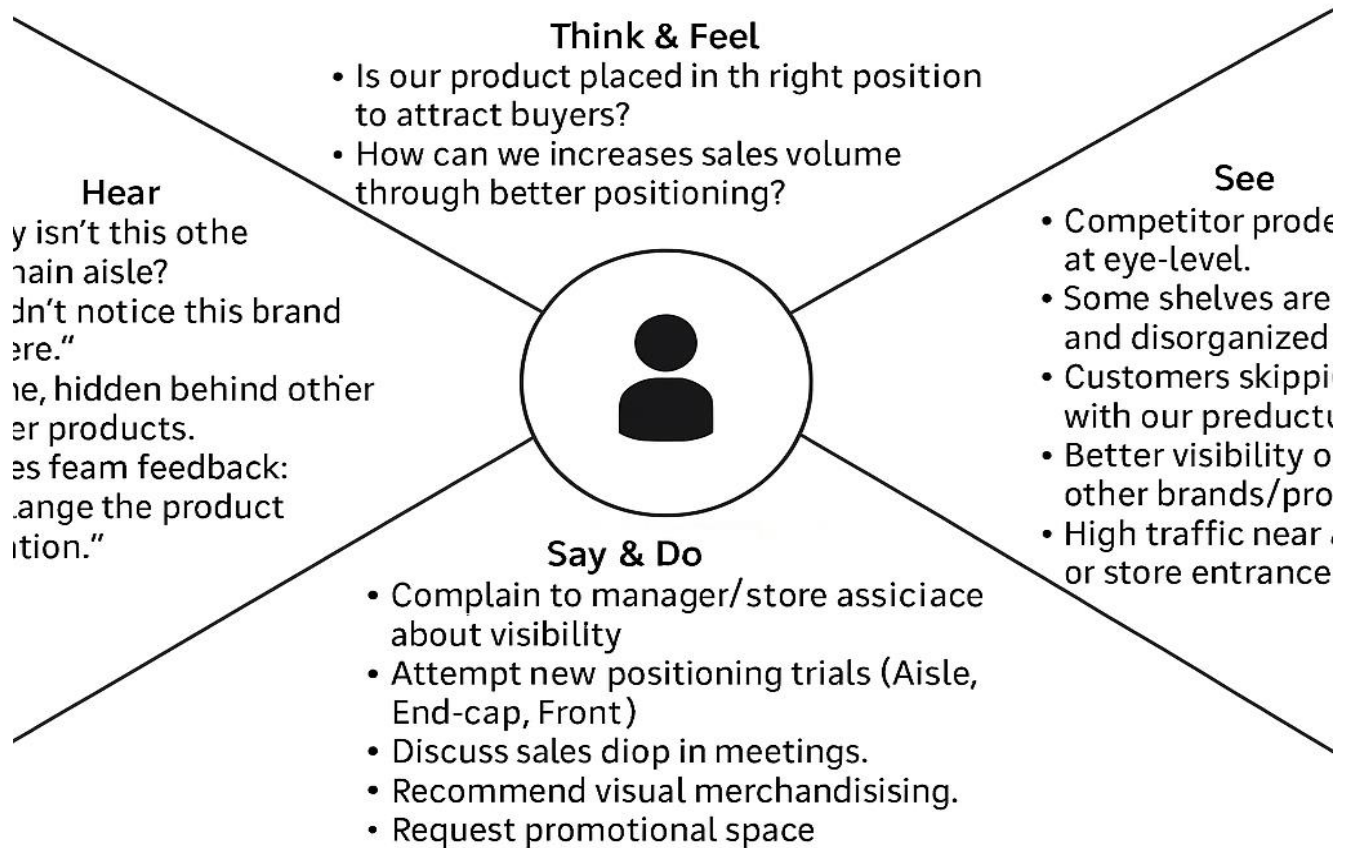 Think & Feel
• Is our product placed in th right position
to attract buyers?
• How can we increases sales volume
through better positioning?
Hear
y isn't this othe
nain aisle?
dn't notice this brand
ere."
ne, hidden behind other
er products.
es feam feedback:
ange the product
tion."
See
• Competitor prode
at eye-level.
• Some shelves are
and disorganized
• Customers skippi
with our preductu
• Better visibility o
other brands/pro
• High traffic near
or store entrance
Say & Do
• Complain to manager/store assiciace
about visibility
• Attempt new positioning trials (Aisle,
End-cap, Front)
• Discuss sales diop in meetings.
• Recommend visual merchandisising.
• Request promotional space